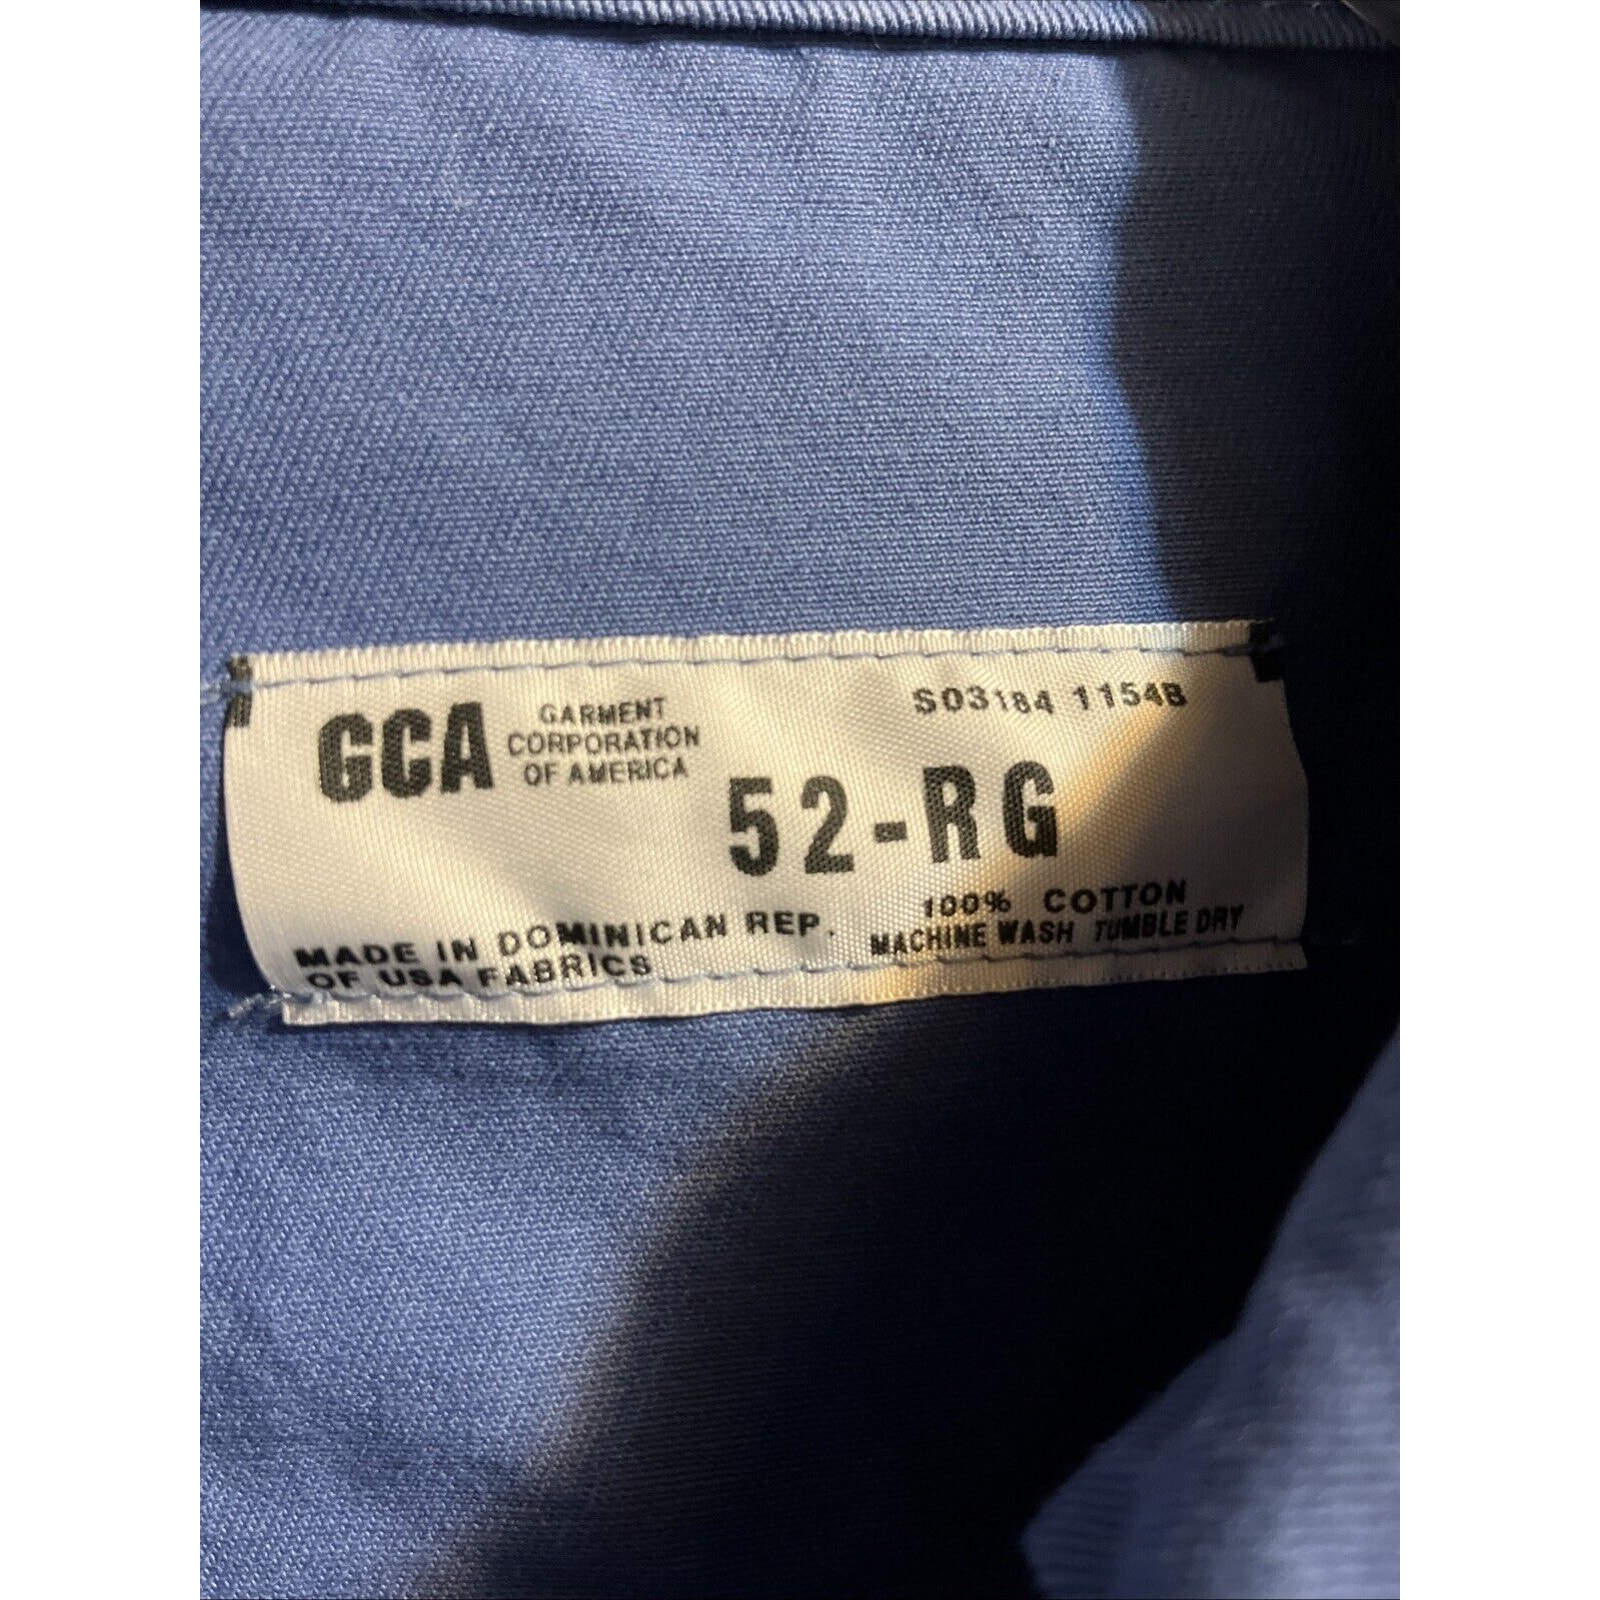 GCA
GARMENT
CORPORATION
OF AMERICA
S03184 1154B
52-RG
100% COTTON
MACHINE WASH TUMBLE DRY
MADE IN DOMINICAN REP.
OF USA FABRICS